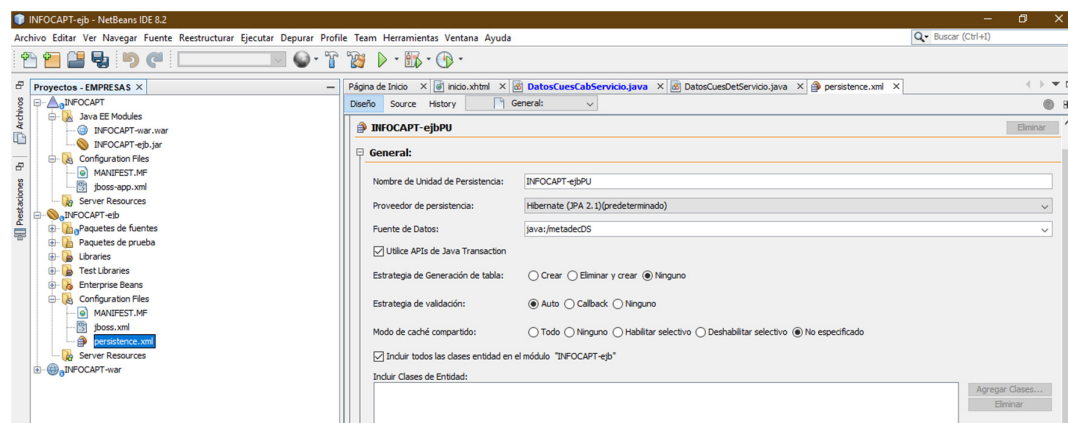 INFOCAPT-ejb - NetBeans IDE 8.2
Archivo Editar Ver Navegar Fuente Reestructurar Ejecutar Depurar Profile Team Herramientas Ventana Ayuda
Buscar (Ctrl+I)
Archivos
Prestaciones
Proyectos - EMPRESAS
INFOCAPT
Java EE Modules
INFOCAPT-war.war
INFOCAPT-ejb.jar
Configuration Files
MANIFEST.MF
jboss-app.xml
Server Resources
INFOCAPT-ejb
Paquetes de fuentes
Paquetes de prueba
Libraries
Test Libraries
Enterprise Beans
Configuration Files
MANIFEST.MF
jboss.xml
persistence.xml
Server Resources
INFOCAPT-war
Página de Inicio inicio.xhtml DatosCuesCabServicio.java DatosCuesDetServicio.java persistence.xml
Diseño Source History General:
INFOCAPT-ejbPU Eliminar
General:
Nombre de Unidad de Persistencia: INFOCAPT-ejbPU
Proveedor de persistencia: Hibernate (JPA 2.1)(predeterminado)
Fuente de Datos: java:/metadecDS
Utilice APIs de Java Transaction
Estrategia de Generación de tabla: Crear Eliminar y crear Ninguno
Estrategia de validación: Auto Callback Ninguno
Modo de caché compartido: Todo Ninguno Habilitar selectivo Deshabilitar selectivo No especificado
Incluir todos las clases entidad en el módulo "INFOCAPT-ejb"
Incluir Clases de Entidad:
Agregar Clases...
Eliminar